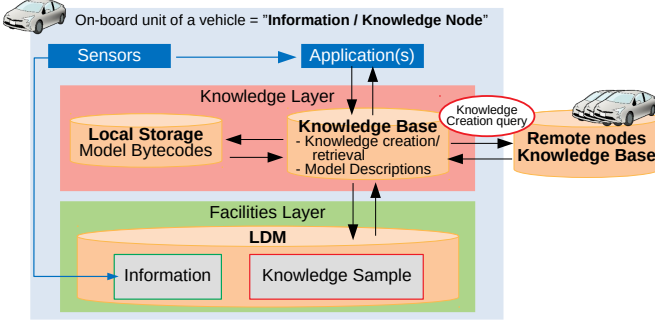 On-board unit of a vehicle = "Information / Knowledge Node"
Sensors
Application(s)
Knowledge Layer
Knowledge
Creation query
Local Storage
Model Bytecodes
Knowledge Base
- Knowledge creation/
retrieval
- Model Descriptions
Remote nodes
Knowledge Base
Facilities Layer
LDM
Information
Knowledge Sample